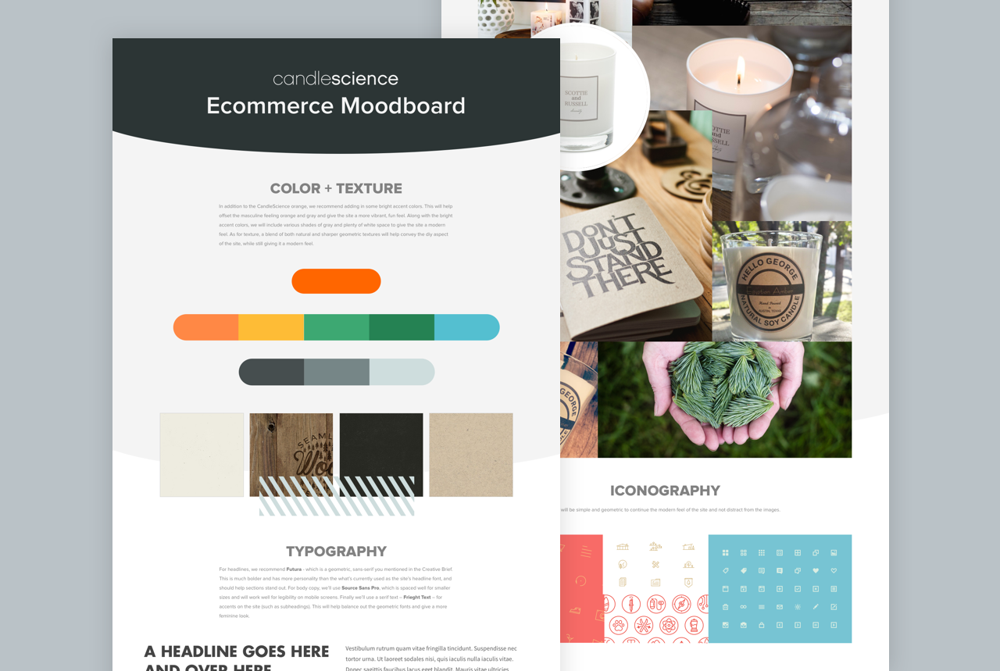 candlescience
Ecommerce Moodboard
COLOR + TEXTURE
In addition to the CandleScience orange, we recommend adding in some bright accent colors. This will help
offset the masculine feeling orange and gray and give the site a more vibrant, fun feel. Along with the bright
accent colors, we will include various shades of gray and plenty of white space to give the site a modern
feel. As for texture, a blend of both natural and sharper geometric textures will help convey the diy aspect
of the site, while still giving it a modern feel.
SEAML
Woo
TYPOGRAPHY
For headlines, we recommend Futura - which is a geometric, sans-serif you mentioned in the Creative Brief.
This is much bolder and has more personality than the what's currently used as the site's headline font, and
should help sections stand out. For body copy, we'll use Source Sans Pro, which is spaced well for smaller
sizes and will work well for legibility on mobile screens. Finally we'll use a serif text – Frieght Text – for
accents on the site (such as subheadings). This will help balance out the geometric fonts and give a more
feminine look.
A HEADLINE GOES HERE
AND OVER HERE
Vestibulum rutrum quam vitae fringilla tincidunt. Suspendisse nec
tortor urna. Ut laoreet sodales nisi, quis iaculis nulla iaculis vitae.
Donec sagittis faucibus lacus eget blandit. Mauris vitae ultricies
SCOTTIE
and
RUSSELL
OTTIE
and
SSELL
DON'T
JUST
STAND
THERE
HELLO GEORGE
Egyptian Amber
Hand Poured
in
AUSTIN, TEXAS
NATURAL SOY CANDLE
GEORGE
CANDLE
ICONOGRAPHY
will be simple and geometric to continue the modern feel of the site and not distract from the images.